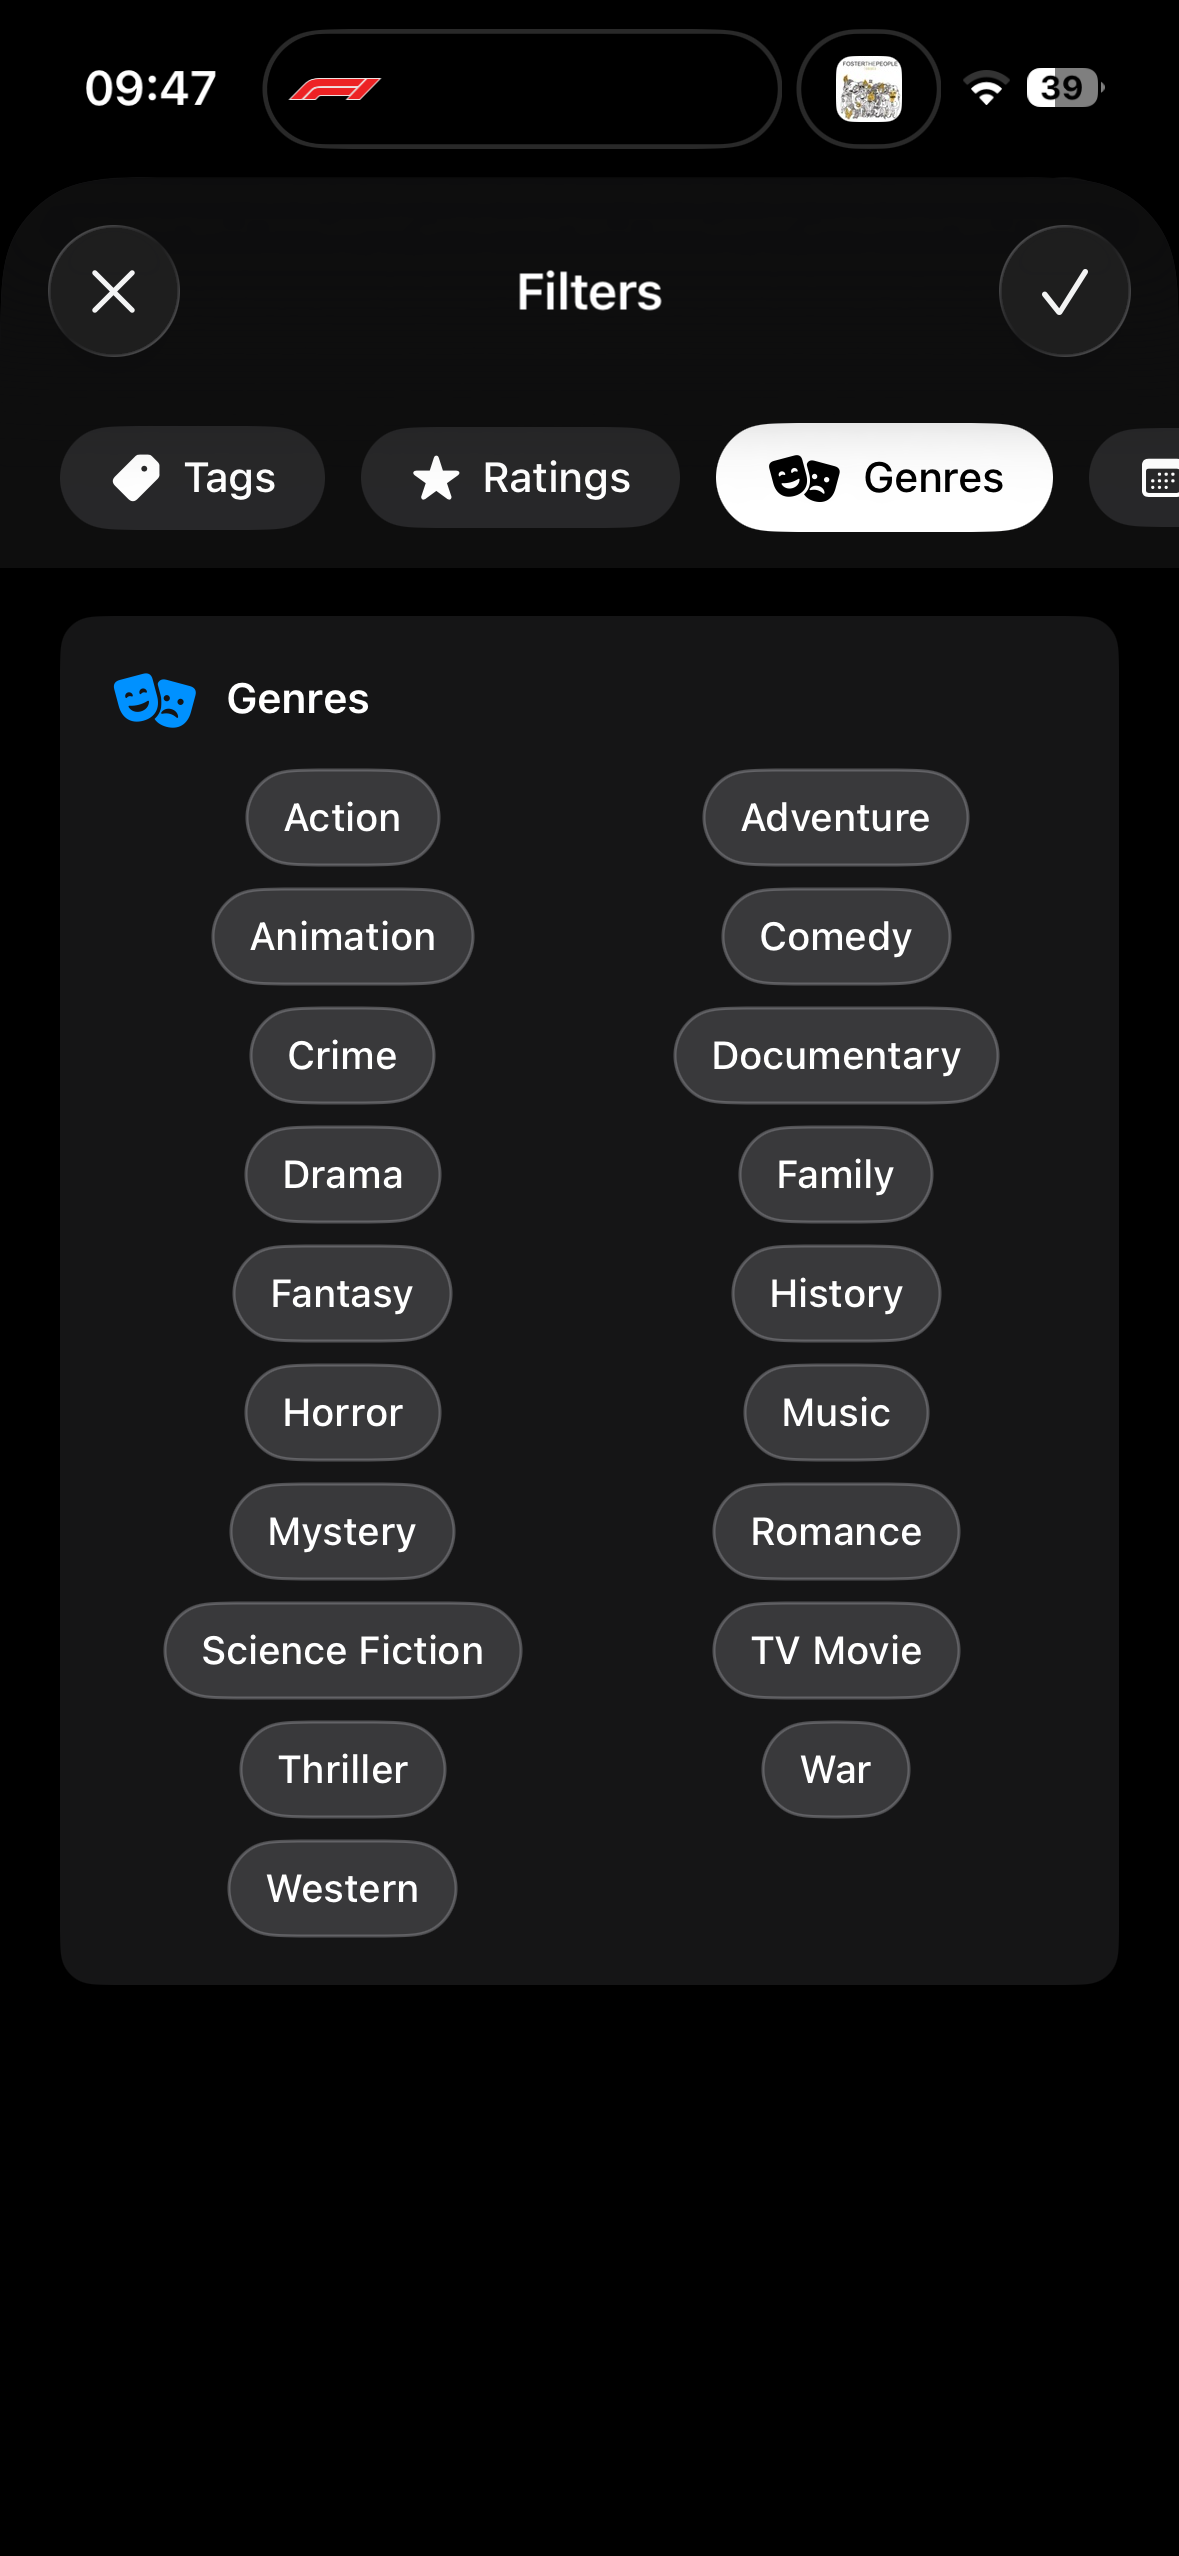 09:47
FOSTERTHEPEOPLE
39
Filters
Tags
Ratings
Genres
Genres
Action
Adventure
Animation
Comedy
Crime
Documentary
Drama
Family
Fantasy
History
Horror
Music
Mystery
Romance
Science Fiction
TV Movie
Thriller
War
Western